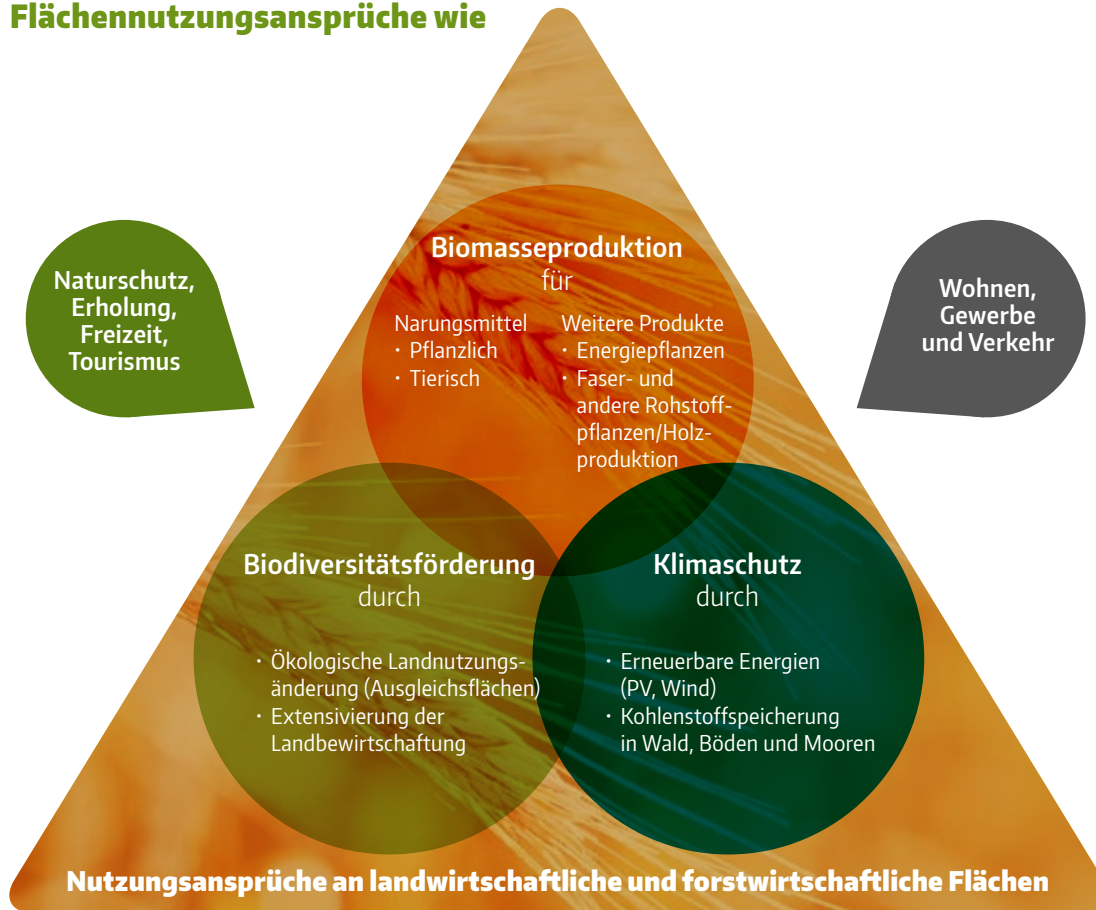 Flächennutzungsansprüche wie
Naturschutz,
Erholung,
Freizeit,
Tourismus
Wohnen,
Gewerbe
und Verkehr
Biomasseproduktion
für
Narungsmittel
· Pflanzlich
· Tierisch
Weitere Produkte
· Energiepflanzen
· Faser- und
andere Rohstoff-
pflanzen/Holz-
produktion
Biodiversitätsförderung
durch
· Ökologische Landnutzungs-
änderung (Ausgleichsflächen)
· Extensivierung der
Landbewirtschaftung
Klimaschutz
durch
· Erneuerbare Energien
(PV, Wind)
· Kohlenstoffspeicherung
in Wald, Böden und Mooren
Nutzungsansprüche an landwirtschaftliche und forstwirtschaftliche Flächen